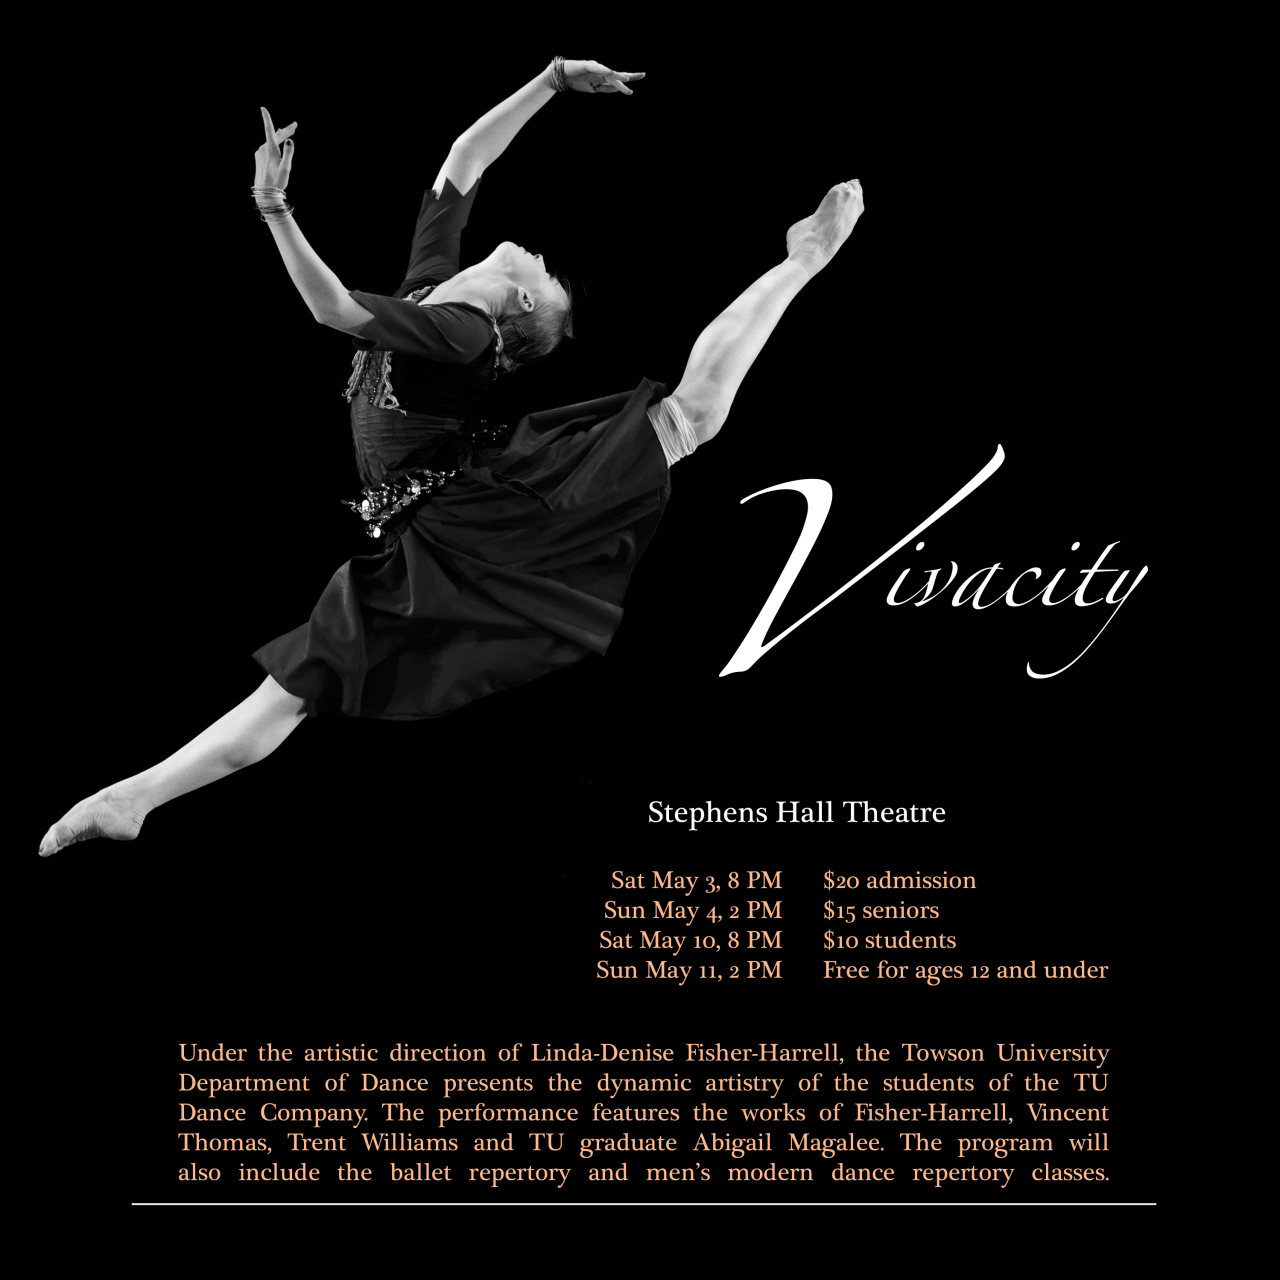 Vivacity
Stephens Hall Theatre
Sat May 3, 8 PM $20 admission
Sun May 4, 2 PM $15 seniors
Sat May 10, 8 PM $10 students
Sun May 11, 2 PM Free for ages 12 and under
Under the artistic direction of Linda-Denise Fisher-Harrell, the Towson University
Department of Dance presents the dynamic artistry of the students of the TU
Dance Company. The performance features the works of Fisher-Harrell, Vincent
Thomas, Trent Williams and TU graduate Abigail Magalee. The program will
also include the ballet repertory and men’s modern dance repertory classes.